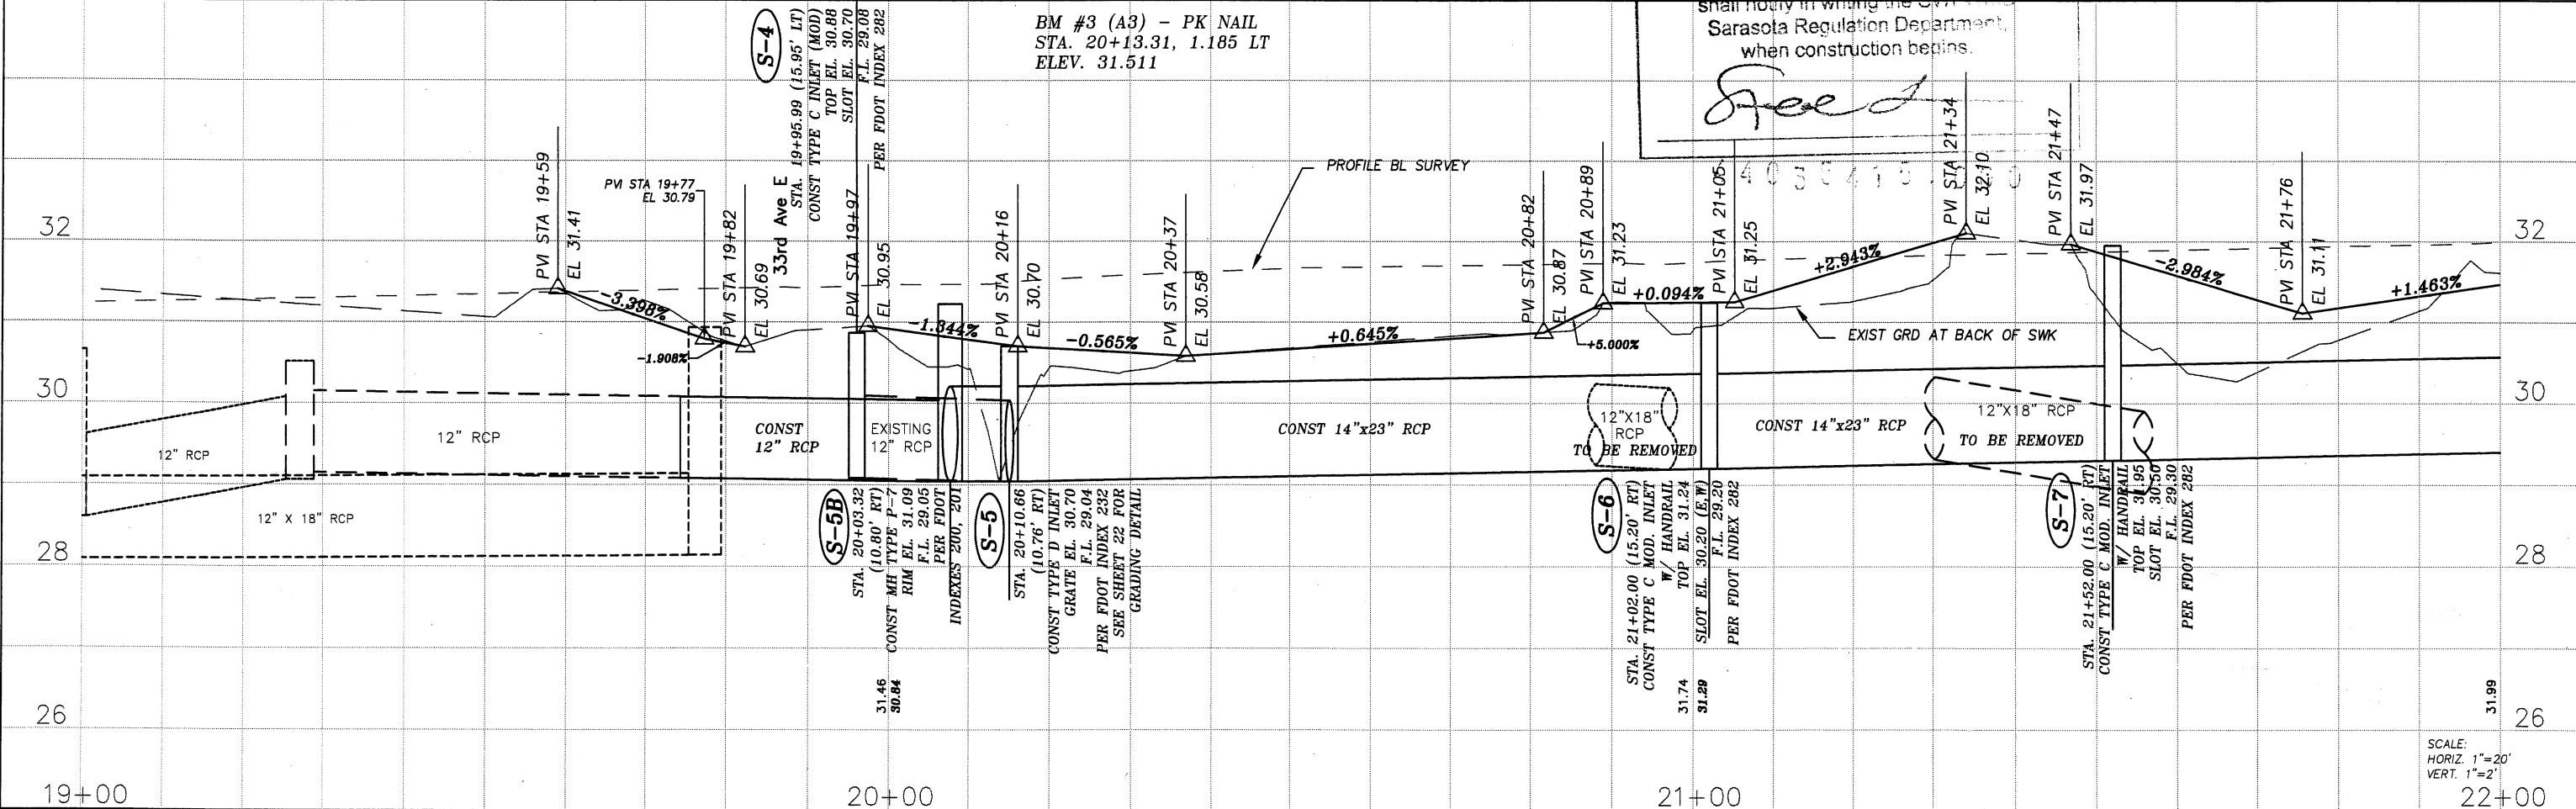 BM #3 (A3) - PK NAIL
STA. 20+13.31, 1.185 LT
ELEV. 31.511
shall notify in writing the
Sarasota Regulation Department,
when construction begins.
S-4
STA. 19+95.99 (15.95' LT)
CONST TYPE C INLET (MOD)
TOP EL. 30.88
SLOT EL. 30.70
F.L. 29.08
PER FDOT INDEX 282
33rd Ave E
PROFILE BL SURVEY
PVI STA 19+59
EL 31.41
PVI STA 19+77
EL 30.79
PVI STA 19+82
EL 30.69
PVI STA 19+97
EL 30.95
PVI STA 20+16
EL 30.70
PVI STA 20+37
EL 30.58
PVI STA 20+82
EL 30.87
PVI STA 20+89
EL 31.23
PVI STA 21+05
EL 31.25
PVI STA 21+34
EL 32.10
PVI STA 21+47
EL 31.97
PVI STA 21+76
EL 31.11
32
32
-3.398%
-1.908%
-1.344%
-0.565%
+0.645%
+5.000%
+0.094%
+2.943%
-2.984%
+1.463%
EXIST GRD AT BACK OF SWK
30
30
12" RCP
12" RCP
12" X 18" RCP
CONST
12" RCP
EXISTING
12" RCP
CONST 14"x23" RCP
12"X18"
RCP
TO BE REMOVED
CONST 14"x23" RCP
12"X18" RCP
TO BE REMOVED
28
28
S-5B
STA. 20+03.32
(10.80' RT)
CONST MH TYPE P-7
RIM EL. 31.09
F.L. 29.05
PER FDOT
INDEXES 200, 201
S-5
STA. 20+10.66
(10.76' RT)
CONST TYPE D INLET
GRATE EL. 30.70
F.L. 29.04
PER FDOT INDEX 232
SEE SHEET 22 FOR
GRADING DETAIL
S-6
STA. 21+02.00 (15.20' RT)
CONST TYPE C MOD. INLET
W/ HANDRAIL
TOP EL. 31.24
SLOT EL. 30.20 (E,W)
F.L. 29.20
PER FDOT INDEX 282
S-7
STA. 21+52.00 (15.20' RT)
CONST TYPE C MOD. INLET
W/ HANDRAIL
TOP EL. 31.95
SLOT EL. 30.50
F.L. 29.30
PER FDOT INDEX 282
31.46
30.84
31.74
31.29
31.99
26
26
SCALE:
HORIZ. 1"=20'
VERT. 1"=2'
19+00
20+00
21+00
22+00